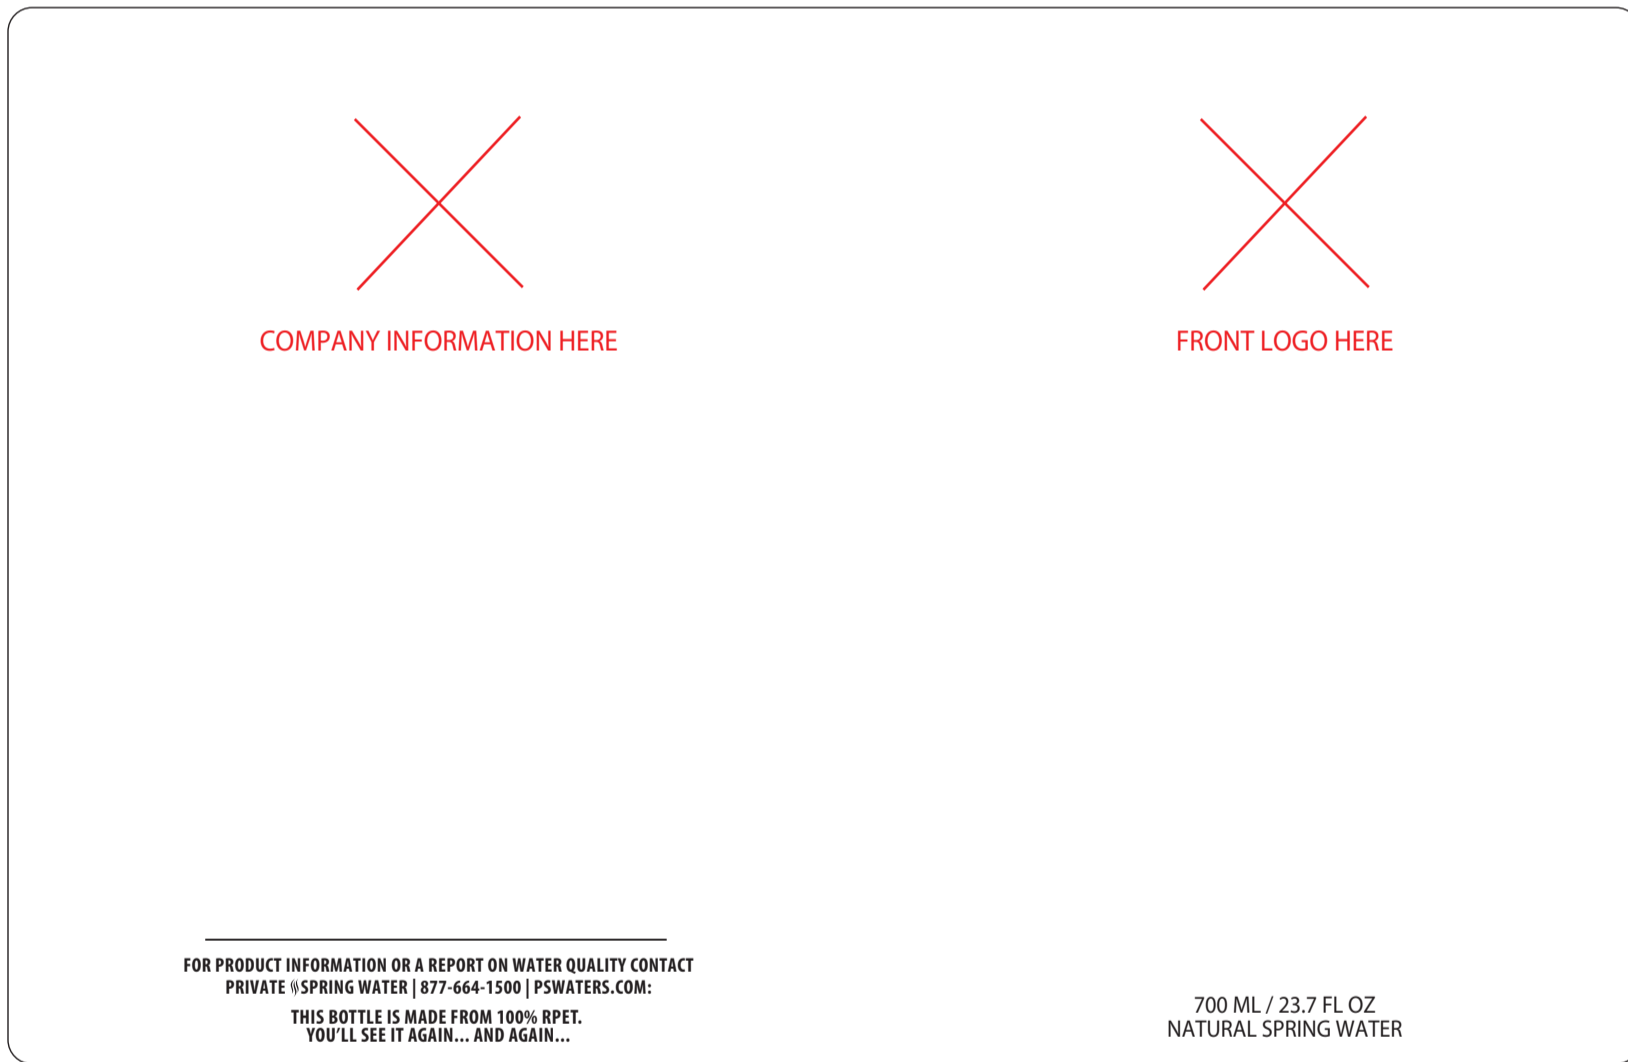 COMPANY INFORMATION HERE
FRONT LOGO HERE
FOR PRODUCT INFORMATION OR A REPORT ON WATER QUALITY CONTACT
PRIVATE SPRING WATER | 877-664-1500 | PSWATERS.COM:
THIS BOTTLE IS MADE FROM 100% RPET.
YOU'LL SEE IT AGAIN... AND AGAIN...
700 ML / 23.7 FL OZ
NATURAL SPRING WATER